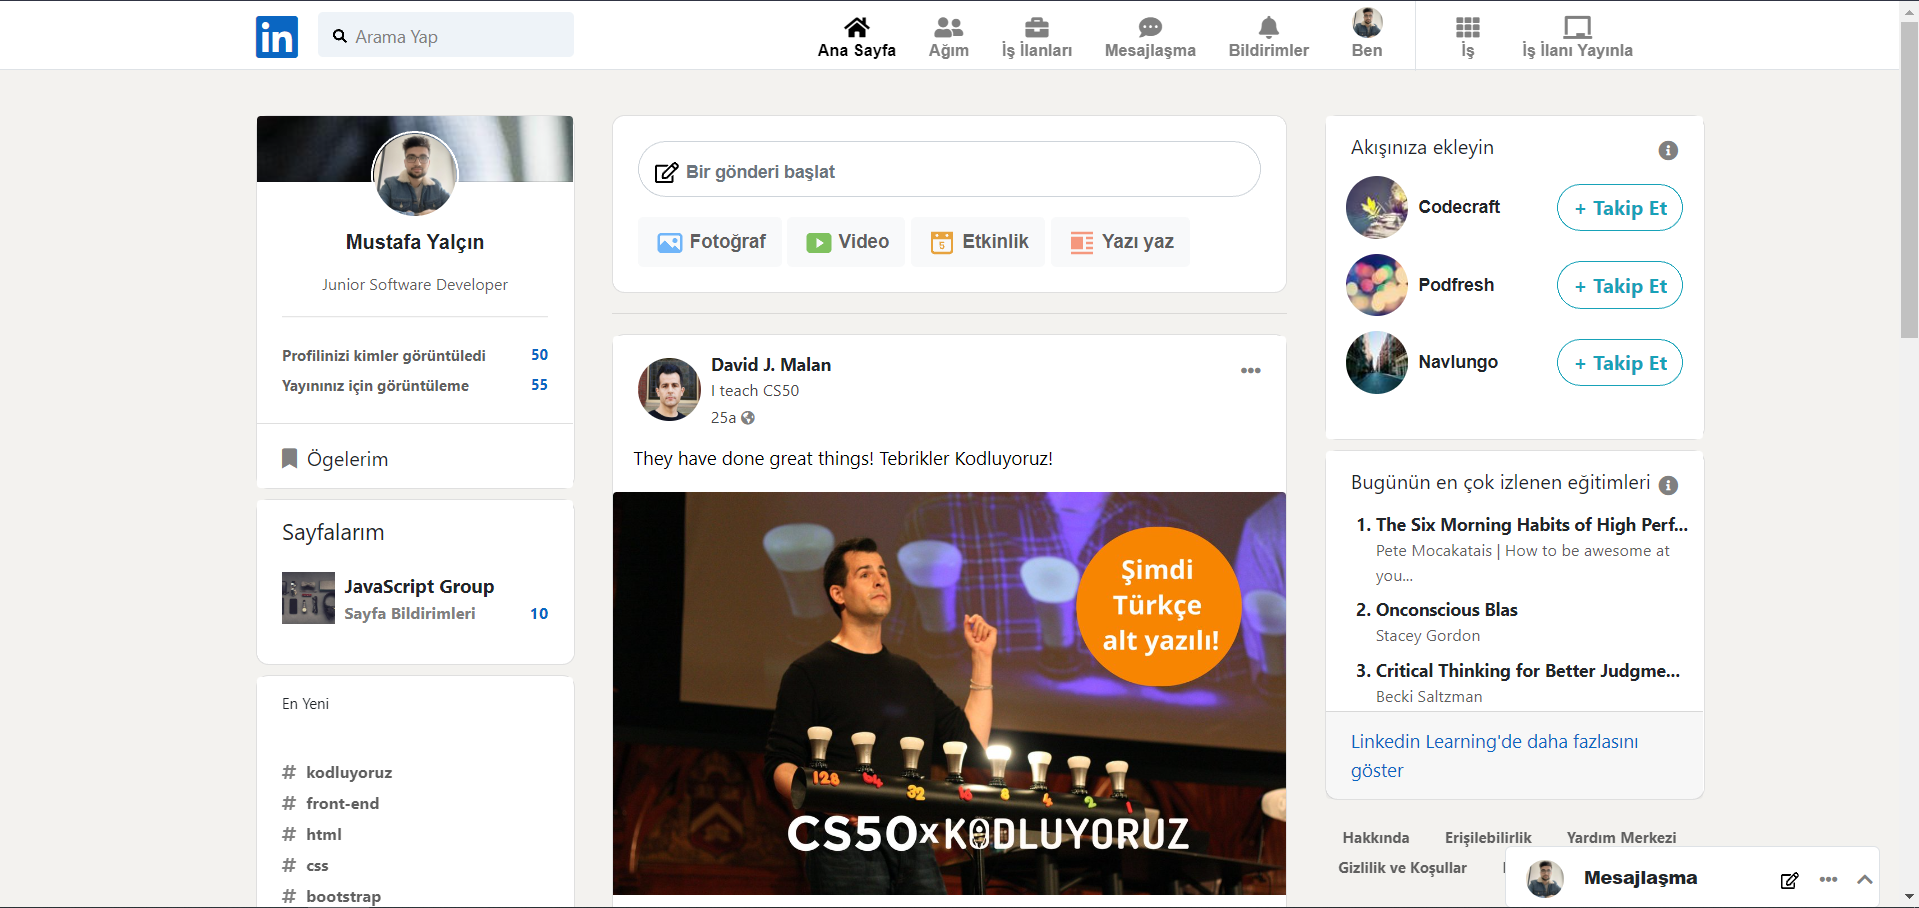 in
Arama Yap
Ana Sayfa
Ağım
İş İlanları
Mesajlaşma
Bildirimler
Ben
İş
İş İlanı Yayınla
Mustafa Yalçın
Junior Software Developer
Profilinizi kimler görüntüledi 50
Yayınınız için görüntüleme 55
Ögelerim
Sayfalarım
JavaScript Group
Sayfa Bildirimleri 10
En Yeni
# kodluyoruz
# front-end
# html
# css
# bootstrap
Bir gönderi başlat
Fotoğraf
Video
5
Etkinlik
Yazı yaz
David J. Malan
I teach CS50
25a
They have done great things! Tebrikler Kodluyoruz!
Şimdi
Türkçe
alt yazılı!
128 64 32 16 8 4 2 1
CS50xKODLUYORUZ
Akışınıza ekleyin
Codecraft + Takip Et
Podfresh + Takip Et
Navlungo + Takip Et
Bugünün en çok izlenen eğitimleri
1. The Six Morning Habits of High Perf...
Pete Mocakatais | How to be awesome at
you...
2. Onconscious Blas
Stacey Gordon
3. Critical Thinking for Better Judgme...
Becki Saltzman
Linkedin Learning'de daha fazlasını
göster
Hakkında Erişilebilirlik Yardım Merkezi
Gizlilik ve Koşullar
Mesajlaşma